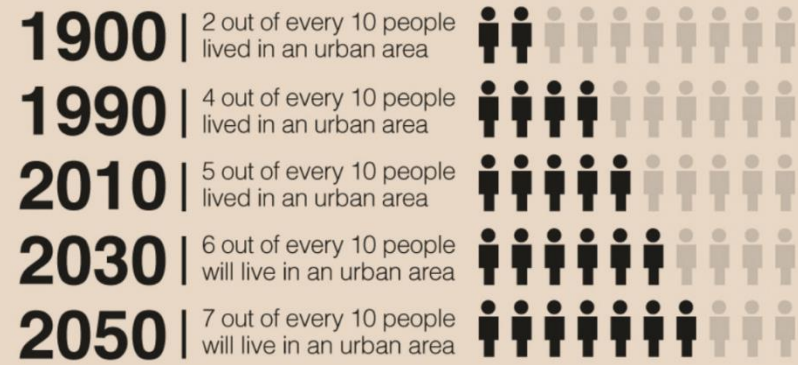 1900 | 2 out of every 10 people
lived in an urban area
1990 | 4 out of every 10 people
lived in an urban area
2010 | 5 out of every 10 people
lived in an urban area
2030 | 6 out of every 10 people
will live in an urban area
2050 | 7 out of every 10 people
will live in an urban area